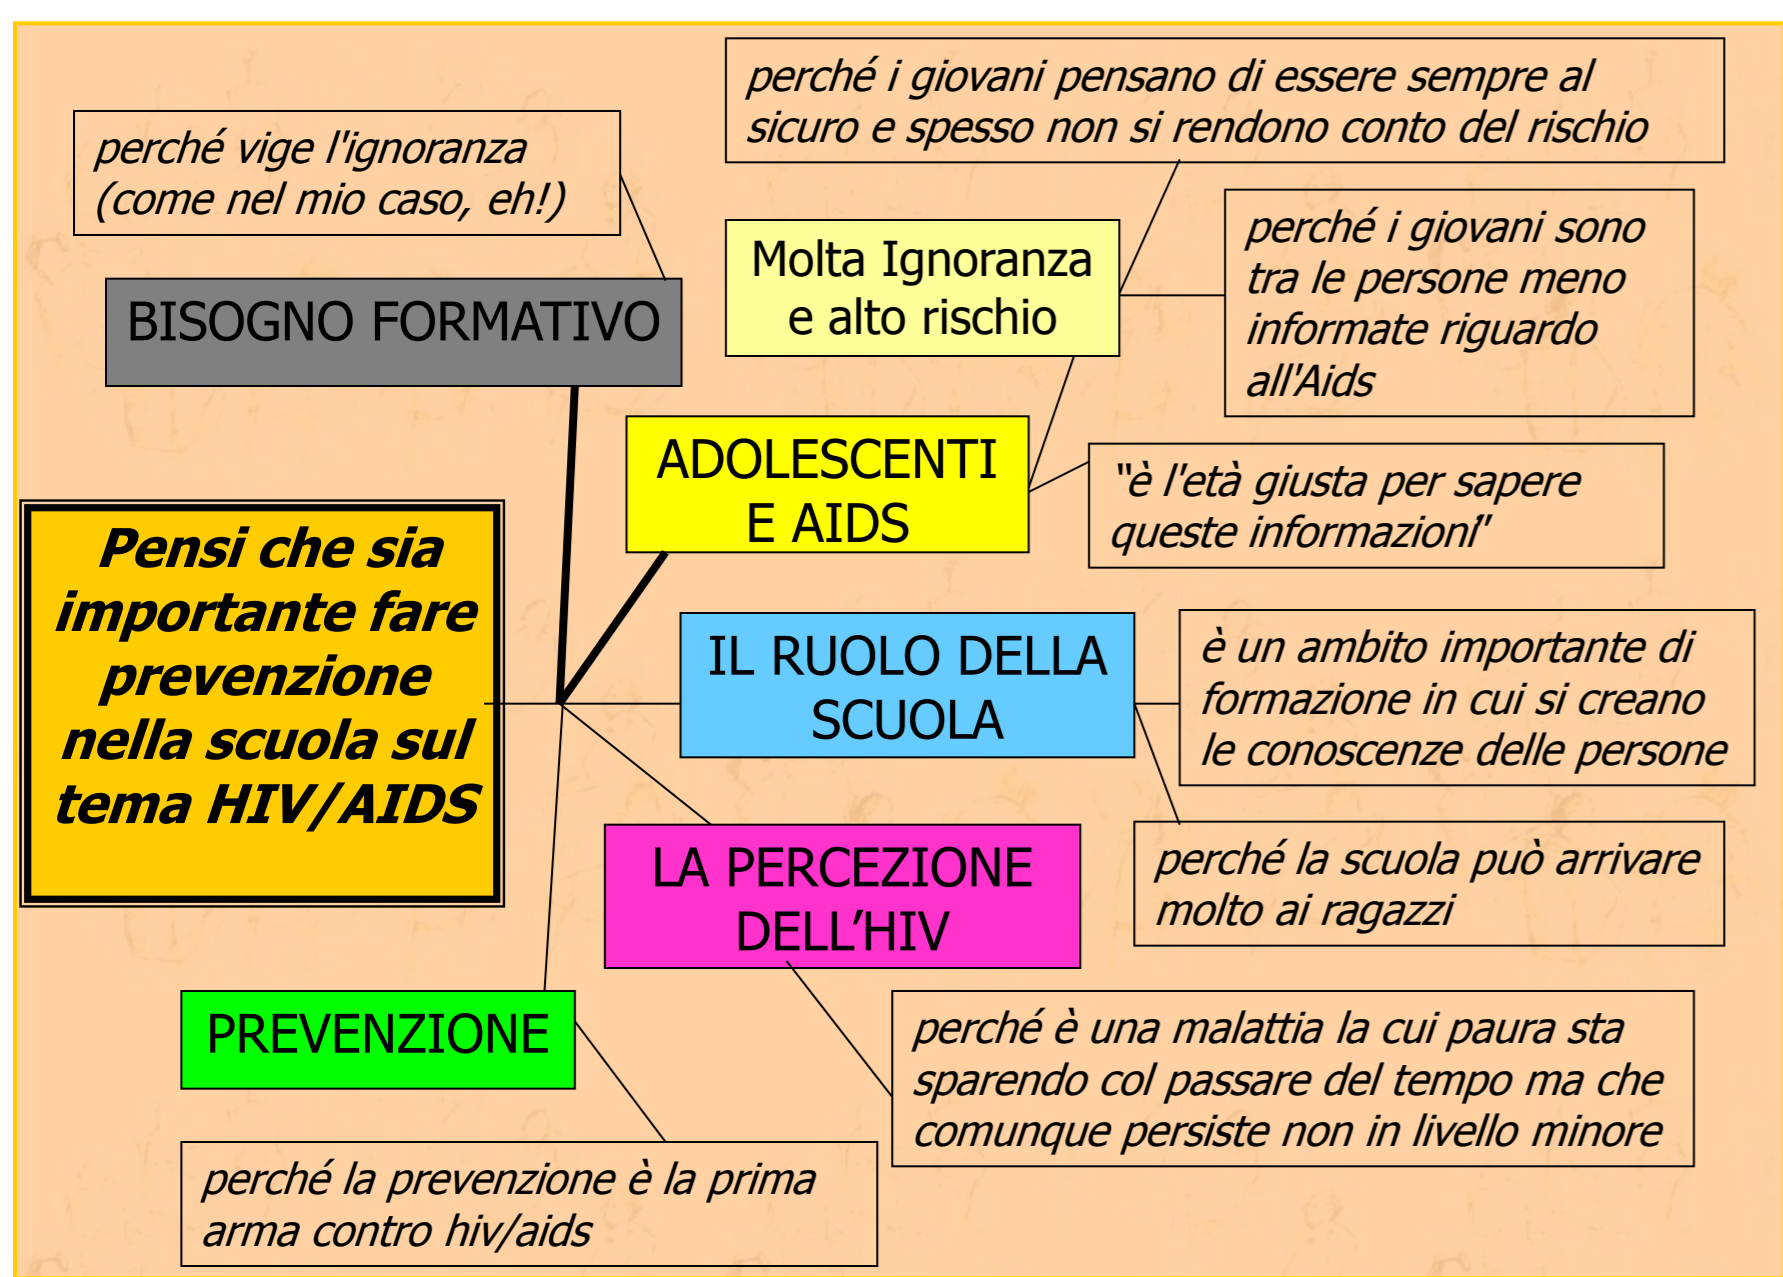 perché i giovani pensano di essere sempre al
sicuro e spesso non si rendono conto del rischio
perché vige l'ignoranza
(come nel mio caso, eh!)
BISOGNO FORMATIVO
Molta Ignoranza
e alto rischio
perché i giovani sono
tra le persone meno
informate riguardo
all'Aids
ADOLESCENTI
E AIDS
"è l'età giusta per sapere
queste informazioni"
Pensi che sia
importante fare
prevenzione
nella scuola sul
tema HIV/AIDS
IL RUOLO DELLA
SCUOLA
è un ambito importante di
formazione in cui si creano
le conoscenze delle persone
perché la scuola può arrivare
molto ai ragazzi
LA PERCEZIONE
DELL’HIV
perché è una malattia la cui paura sta
sparendo col passare del tempo ma che
comunque persiste non in livello minore
PREVENZIONE
perché la prevenzione è la prima
arma contro hiv/aids